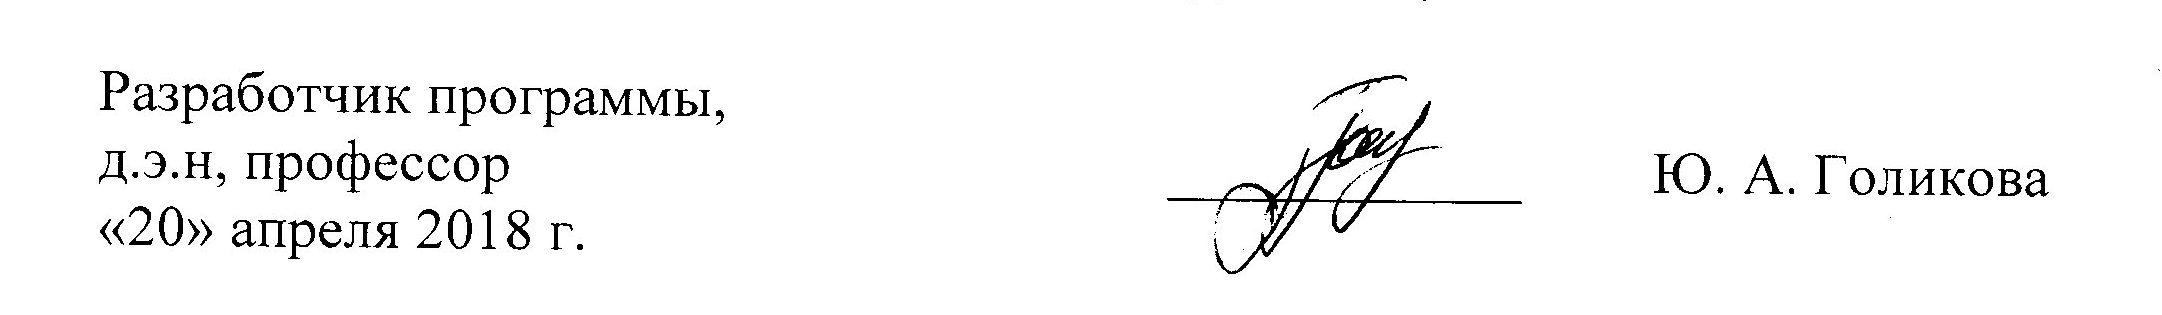 Разработчик программы,
д.э.н, профессор
«20» апреля 2018 г.
Ю. А. Голикова